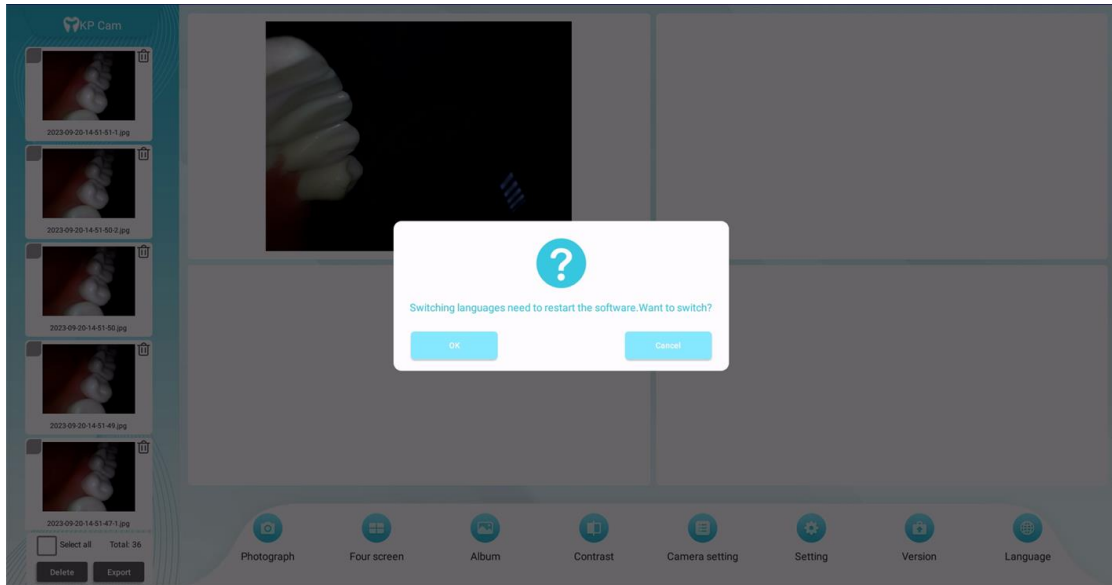 KP Cam
2023-09-20-14-51-51-1.jpg
2023-09-20-14-51-50-2.jpg
2023-09-20-14-51-50.jpg
2023-09-20-14-51-49.jpg
2023-09-20-14-51-47-1.jpg
Select all Total: 36
Delete Export
Switching languages need to restart the software.Want to switch?
OK Cancel
Photograph Four screen Album Contrast Camera setting Setting Version Language